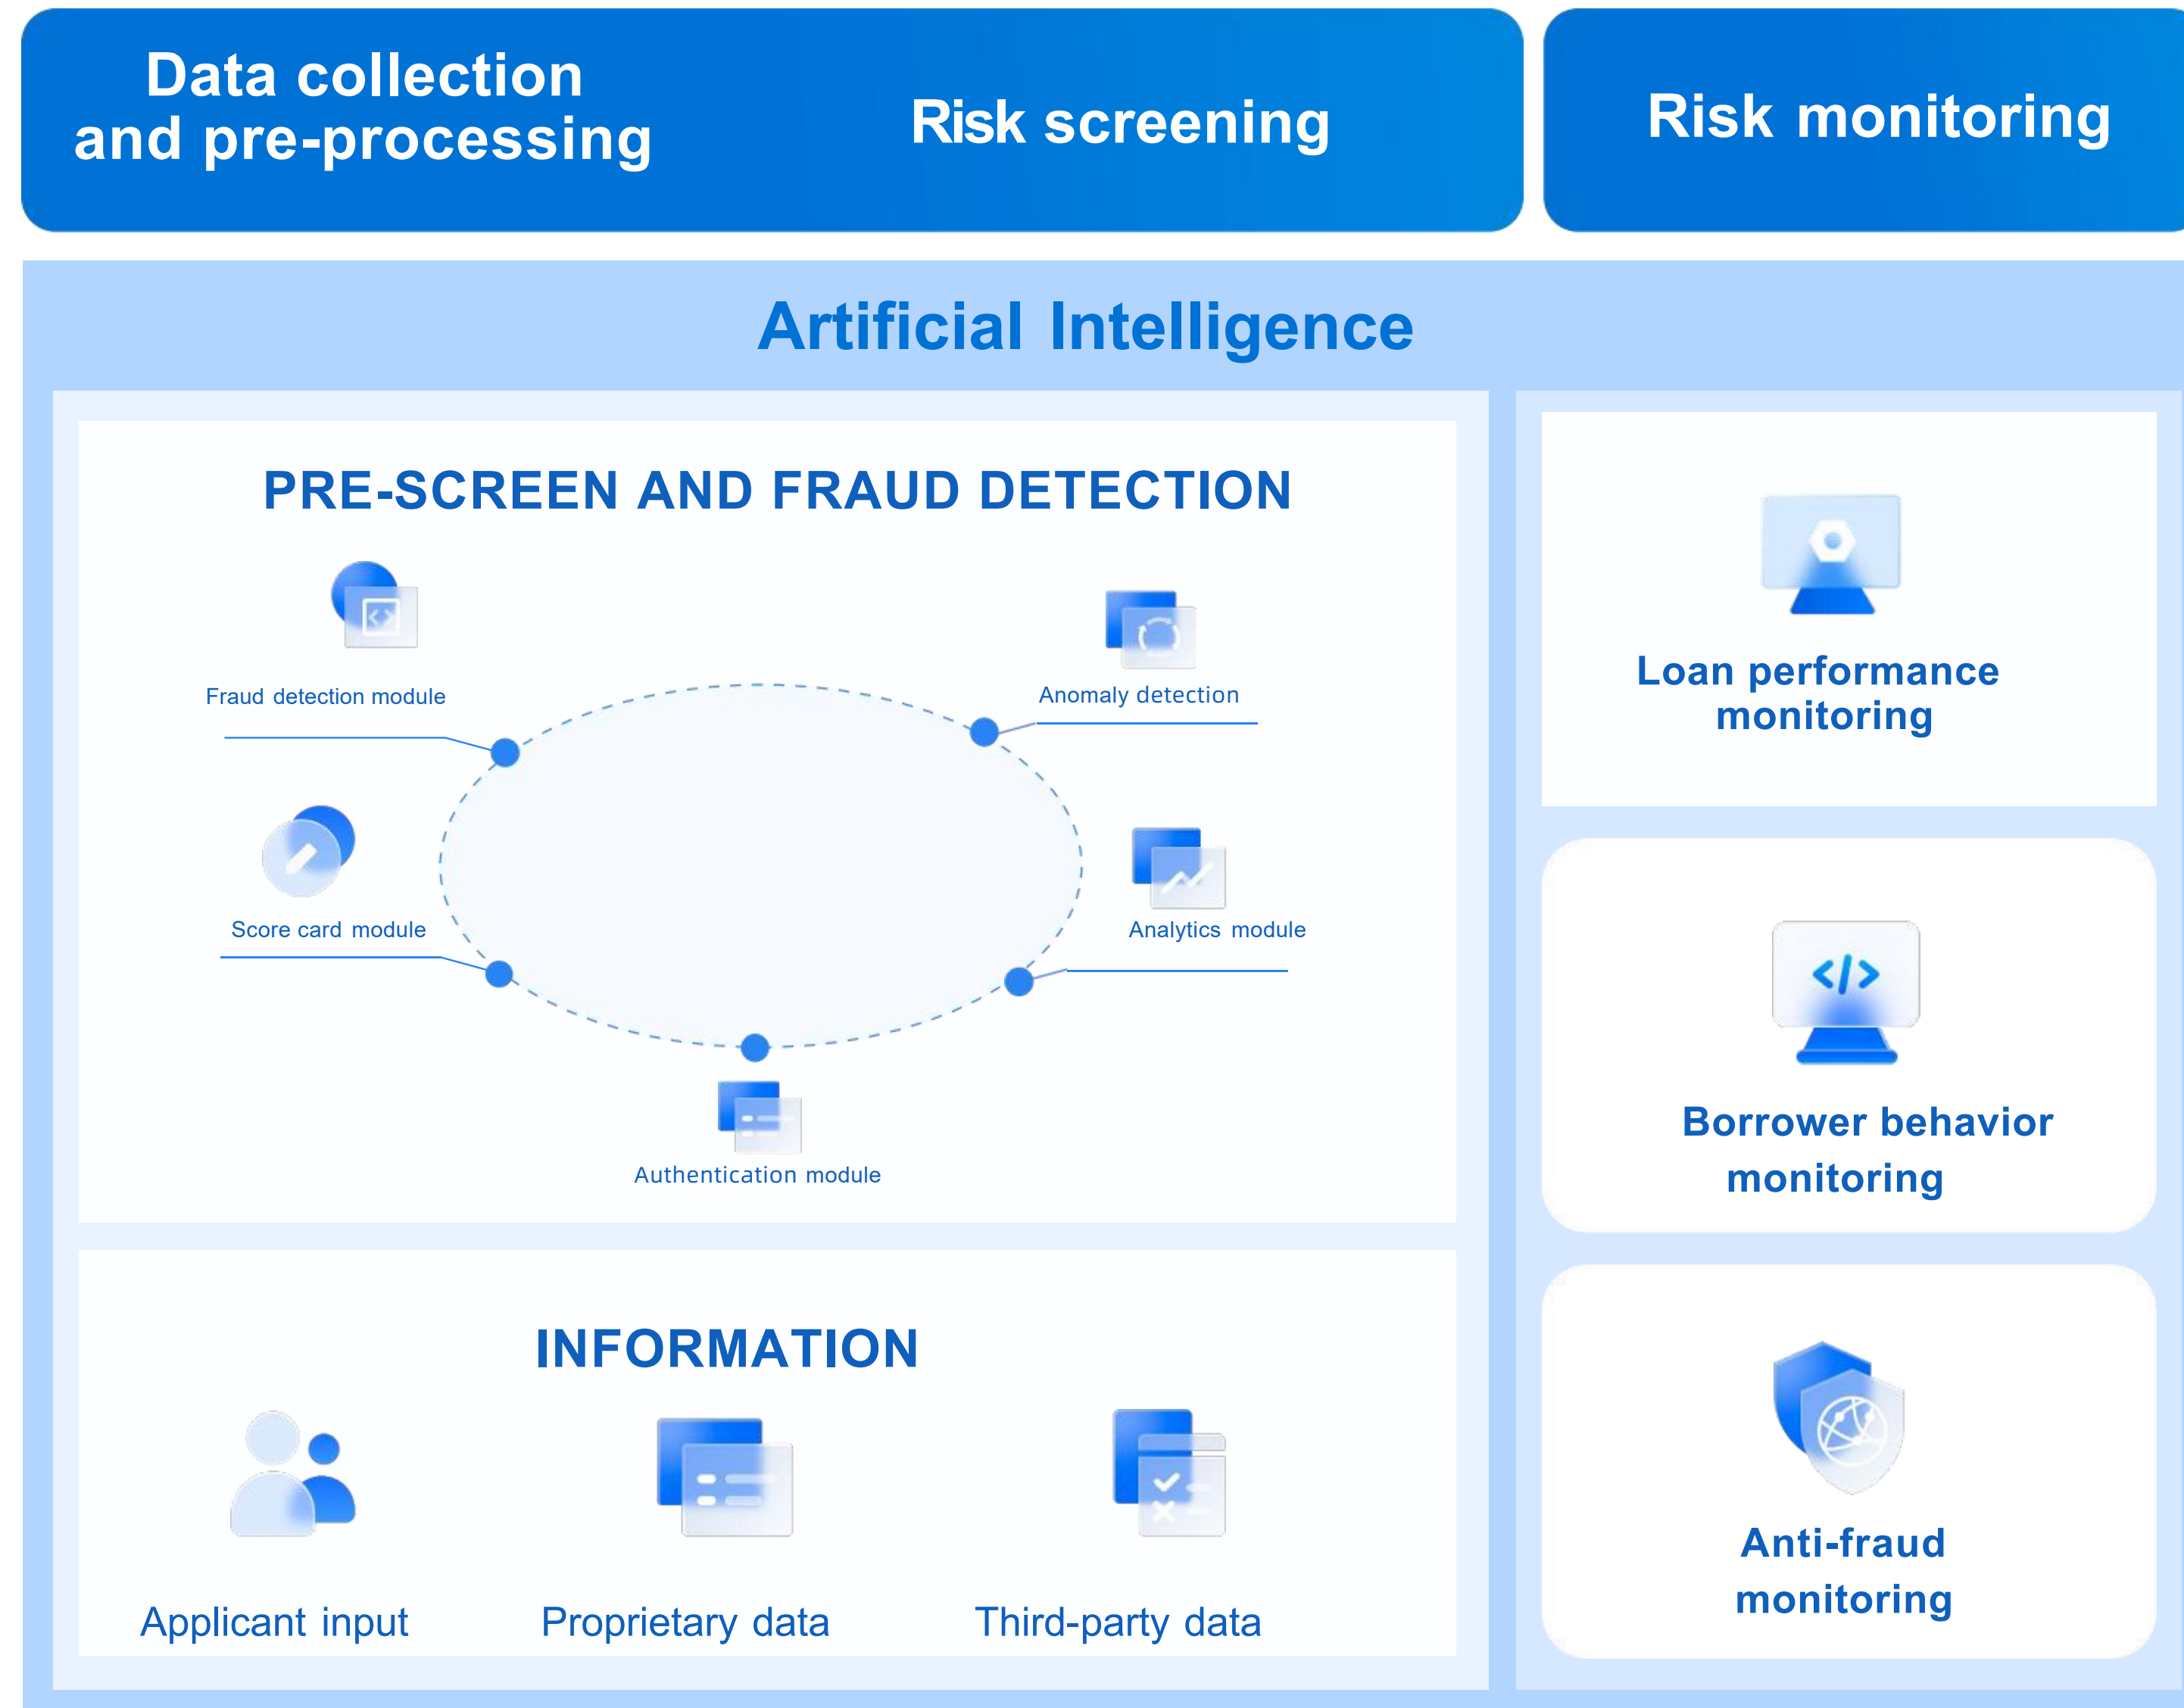 Data collection
and pre-processing
Risk screening
Risk monitoring
Artificial Intelligence
PRE-SCREEN AND FRAUD DETECTION
Fraud detection module
Anomaly detection
Score card module
Analytics module
Authentication module
INFORMATION
Applicant input
Proprietary data
Third-party data
Loan performance
monitoring
Borrower behavior
monitoring
Anti-fraud
monitoring